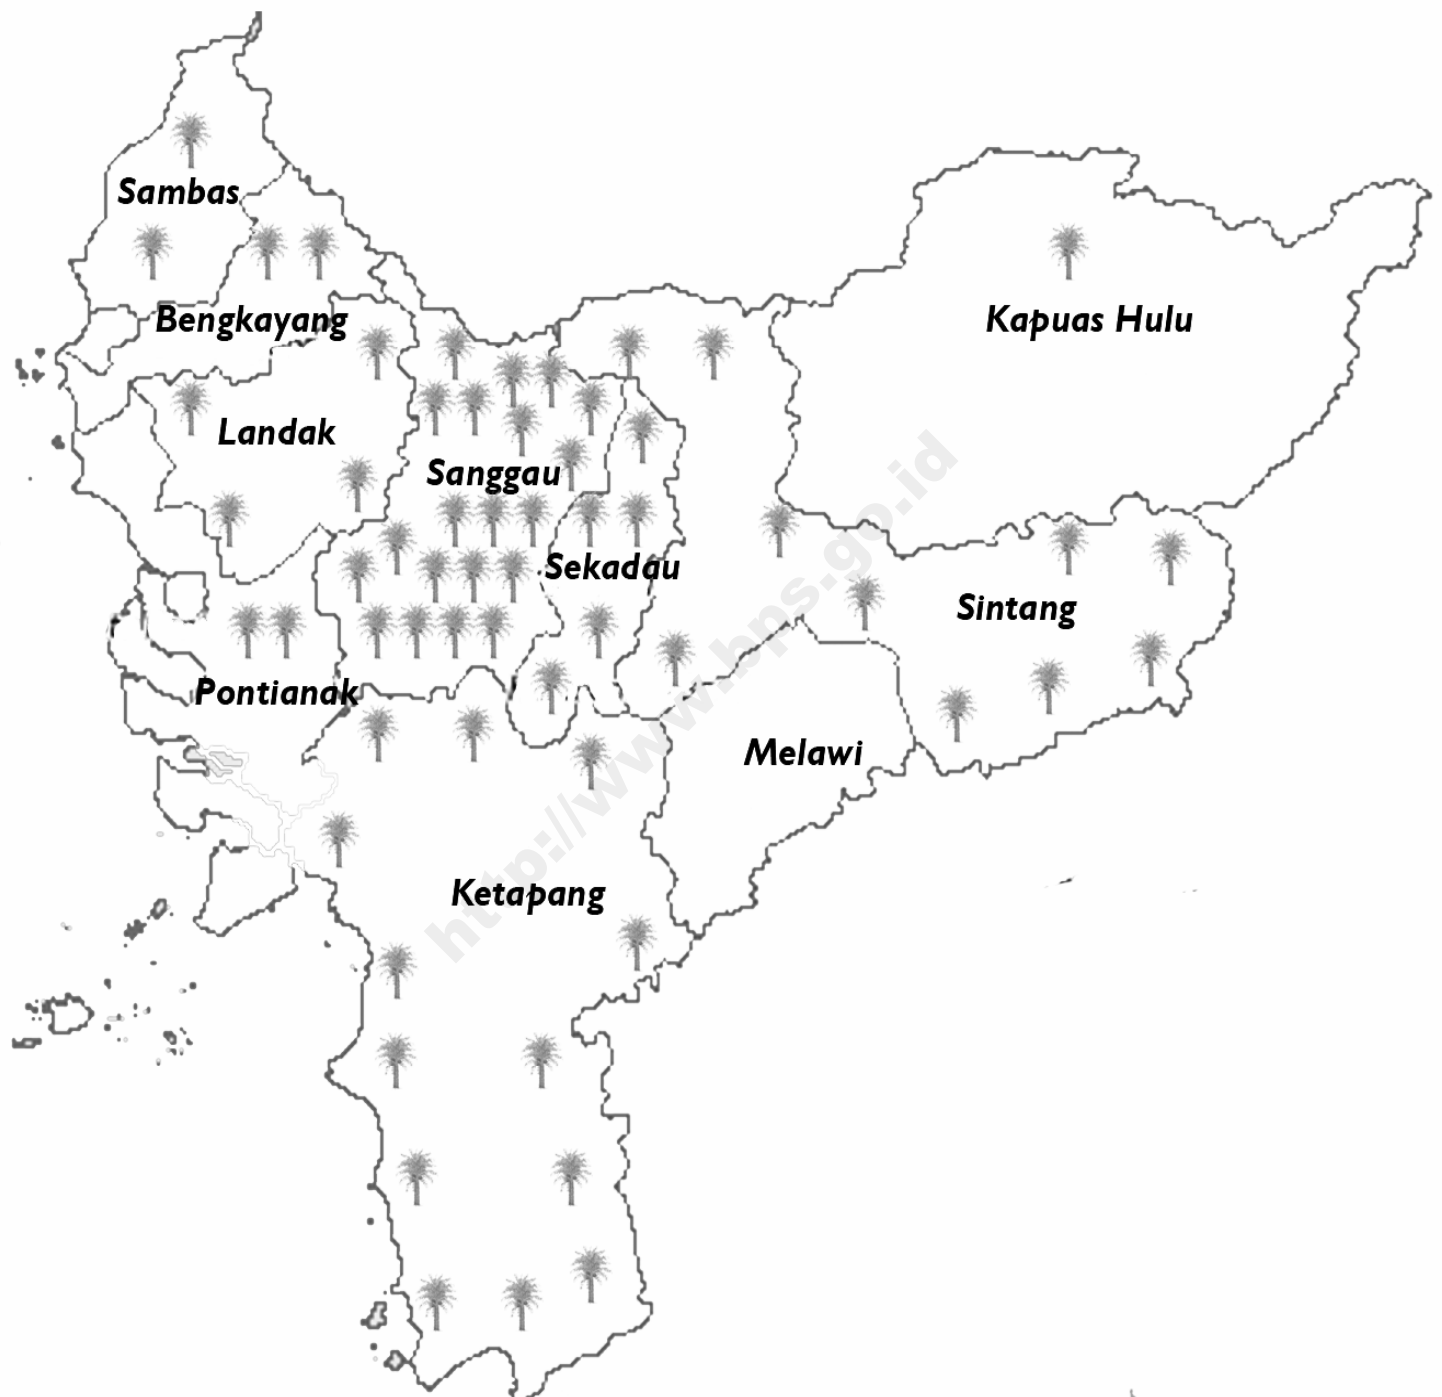 Sambas
Bengkayang
Kapuas Hulu
Landak
Sanggau
Sekadau
Sintang
Pontianak
Melawi
Ketapang
http://www.bps.go.id